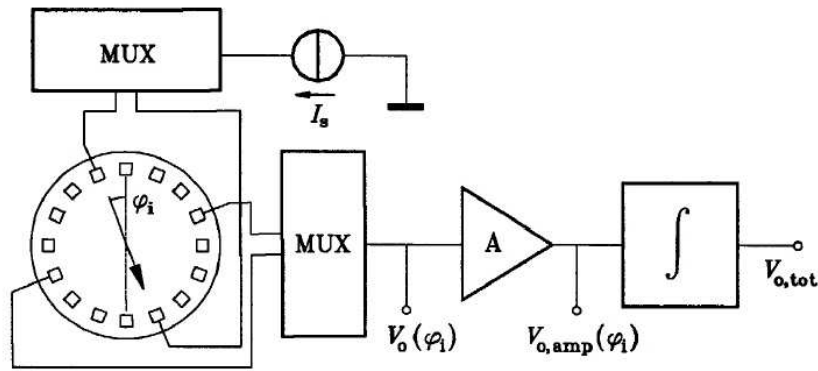 MUX
I_s
φ_i
MUX
A
∫
V_o(φ_i)
V_o,amp(φ_i)
V_o,tot